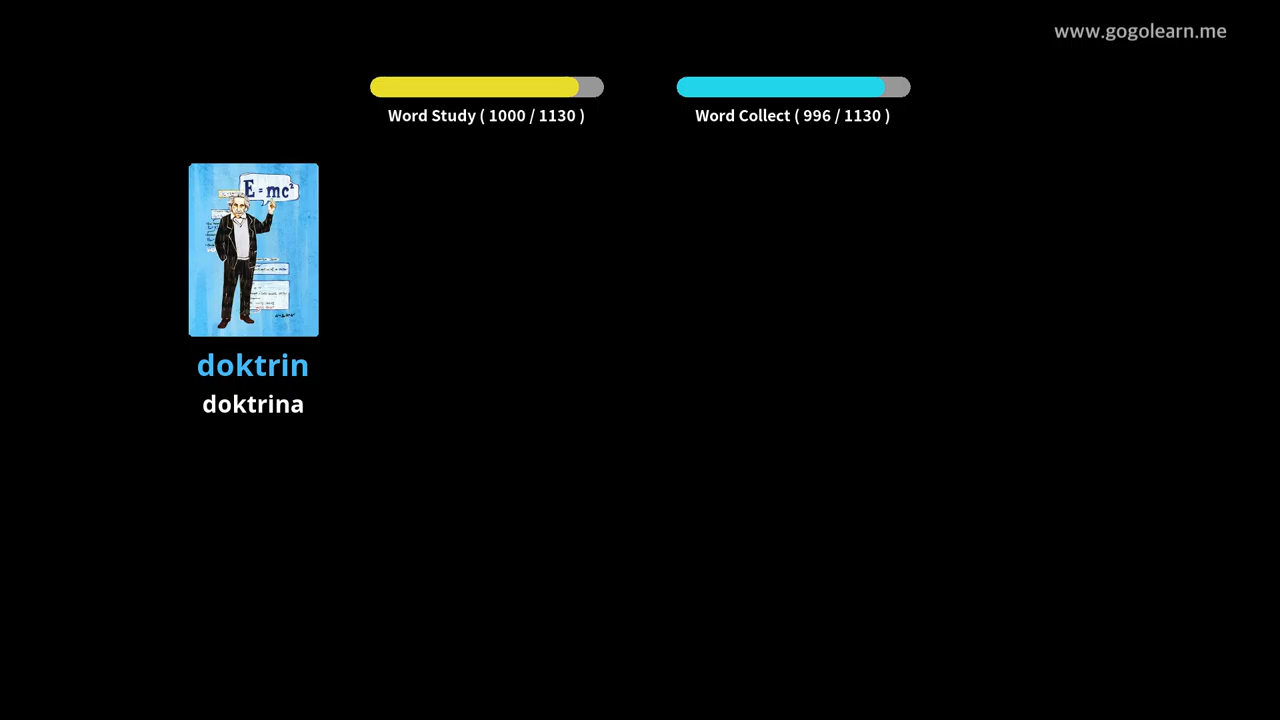 www.gogolearn.me
Word Study ( 1000 / 1130 )
Word Collect ( 996 / 1130 )
E = mc²
doktrin
doktrina